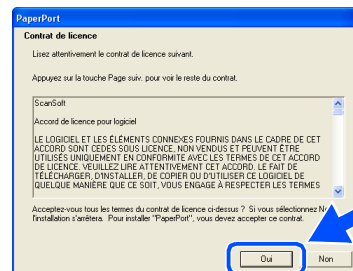 PaperPort
Contrat de licence
Lisez attentivement le contrat de licence suivant.
Appuyez sur la touche Page suiv. pour voir le reste du contrat.
ScanSoft
Accord de licence pour logiciel
LE LOGICIEL ET LES ÉLÉMENTS CONNEXES FOURNIS DANS LE CADRE DE CET
ACCORD SONT CEDES SOUS LICENCE, NON VENDUS ET PEUVENT ÊTRE
UTILISÉS UNIQUEMENT EN CONFORMITE AVEC LES TERMES DE CET ACCORD
DE LICENCE. VEUILLEZ LIRE ATTENTIVEMENT CET ACCORD. LE FAIT DE
TÉLÉCHARGER, D'INSTALLER, DE COPIER OU D'UTILISER CE LOGICIEL DE
QUELQUE MANIÈRE QUE CE SOIT, VOUS ENGAGE À RESPECTER LES TERMES
Acceptez-vous tous les termes du contrat de licence ci-dessus ? Si vous sélectionnez
l'installation s'arrêtera. Pour installer "PaperPort", vous devez accepter ce contrat.
Oui
Non